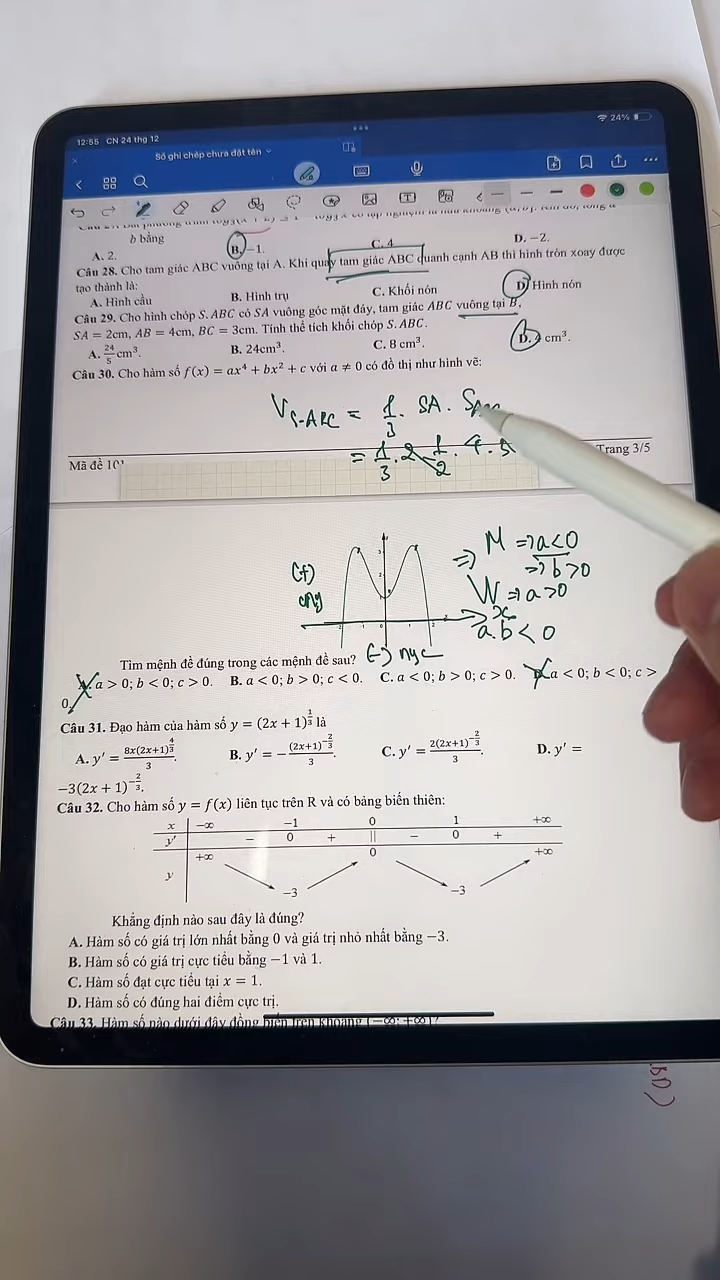 12:55 CN 24 thg 12
24%
Sổ ghi chép chưa đặt tên
b bằng
A. 2. B. −1. C. 4 D. −2.
Câu 28. Cho tam giác ABC vuông tại A. Khi quay tam giác ABC quanh cạnh AB thì hình tròn xoay được
tạo thành là:
A. Hình cầu B. Hình trụ C. Khối nón D. Hình nón
Câu 29. Cho hình chóp S. ABC có SA vuông góc mặt đáy, tam giác ABC vuông tại B,
SA = 2cm, AB = 4cm, BC = 3cm. Tính thể tích khối chóp S. ABC.
A. 24/5 cm³. B. 24cm³. C. 8 cm³. D. 4 cm³.
Câu 30. Cho hàm số f(x) = ax⁴ + bx² + c với a ≠ 0 có đồ thị như hình vẽ:
V S.ABC = 1/3 . SA .
= 1/3 . 2 . 1/2 . 4 .
Mã đề Trang 3/5
(+) => M => a<0
=> b>0
W => a>0
x
a.b < 0
(-)
Tìm mệnh đề đúng trong các mệnh đề sau?
A. a > 0; b < 0; c > 0. B. a < 0; b > 0; c < 0. C. a < 0; b > 0; c > 0. D. a < 0; b < 0; c >
0.
Câu 31. Đạo hàm của hàm số y = (2x + 1)^(1/3) là
A. y′ = 8x(2x+1)^(4/3)/3. B. y′ = −(2x+1)^(−2/3)/3. C. y′ = 2(2x+1)^(−2/3)/3. D. y′ =
−3(2x + 1)^(−2/3).
Câu 32. Cho hàm số y = f(x) liên tục trên R và có bảng biến thiên:
x −∞ −1 0 1 +∞
y′ − 0 + || − 0 +
y +∞ −3 0 −3 +∞
Khẳng định nào sau đây là đúng?
A. Hàm số có giá trị lớn nhất bằng 0 và giá trị nhỏ nhất bằng −3.
B. Hàm số có giá trị cực tiểu bằng −1 và 1.
C. Hàm số đạt cực tiểu tại x = 1.
D. Hàm số có đúng hai điểm cực trị.
Câu 33. Hàm số nào dưới đây đồng biến trên khoảng (−∞; +∞)?